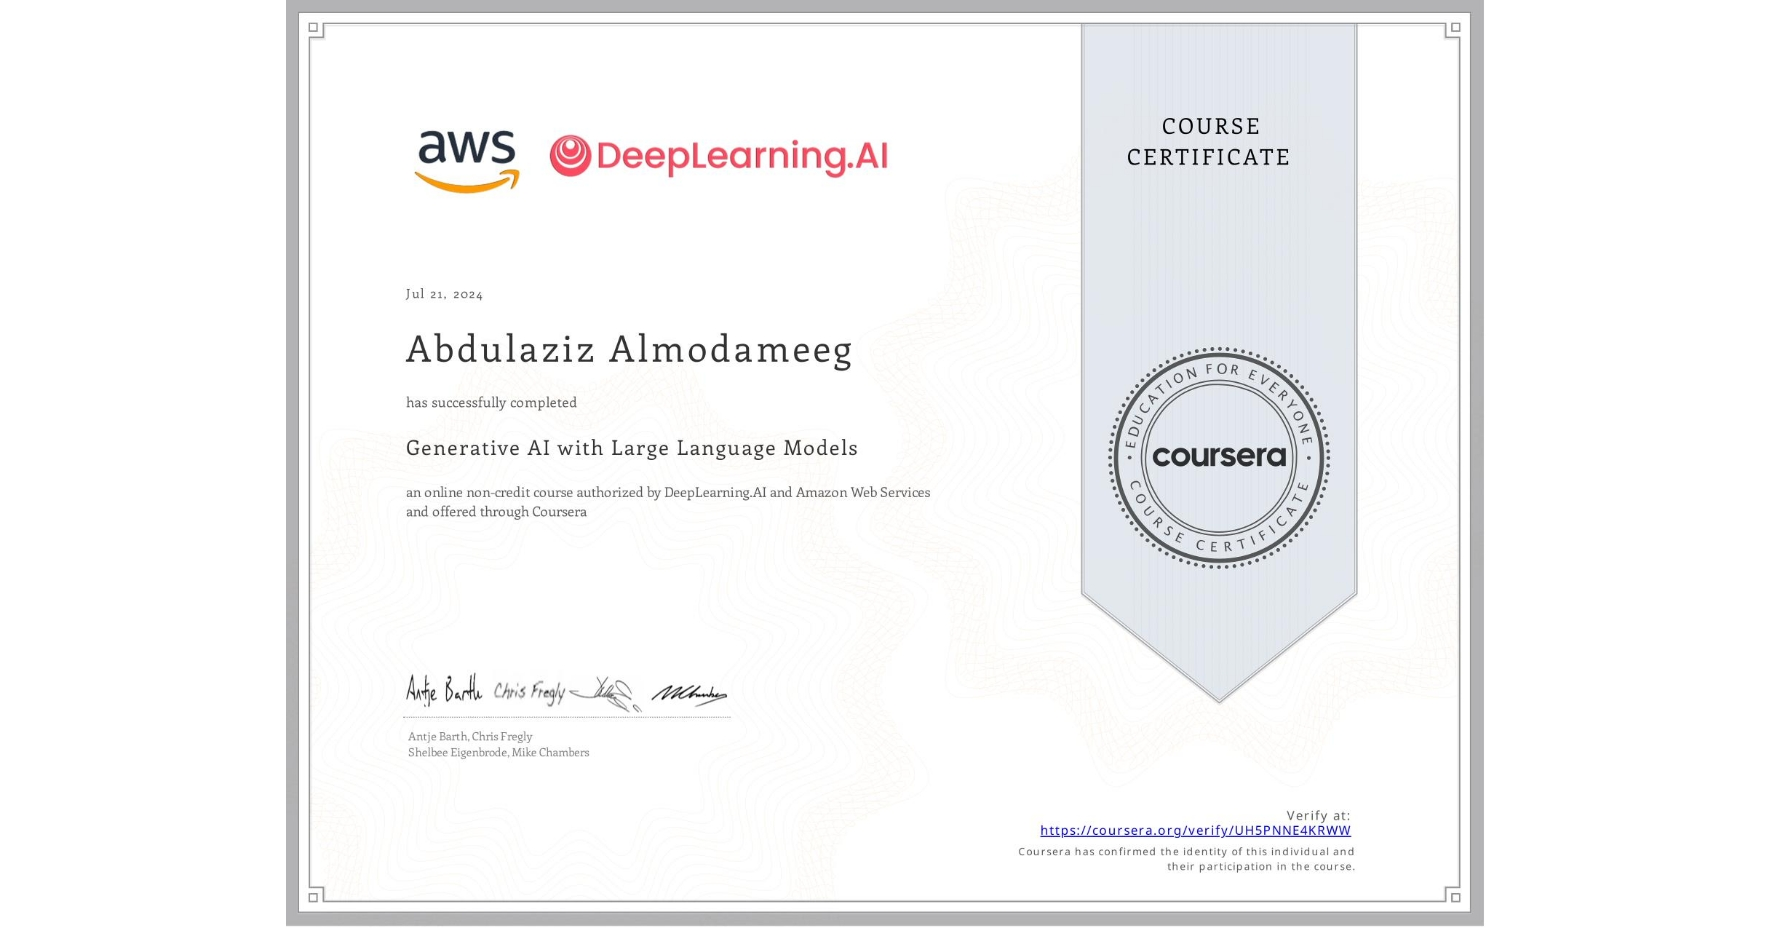 aws DeepLearning.AI
COURSE
CERTIFICATE
Jul 21, 2024
Abdulaziz Almodameeg
has successfully completed
Generative AI with Large Language Models
an online non-credit course authorized by DeepLearning.AI and Amazon Web Services
and offered through Coursera
EDUCATION FOR EVERYONE
coursera
COURSE CERTIFICATE
Antje Barth Chris Fregly
Antje Barth, Chris Fregly
Shelbee Eigenbrode, Mike Chambers
Verify at:
https://coursera.org/verify/UH5PNNE4KRWW
Coursera has confirmed the identity of this individual and
their participation in the course.